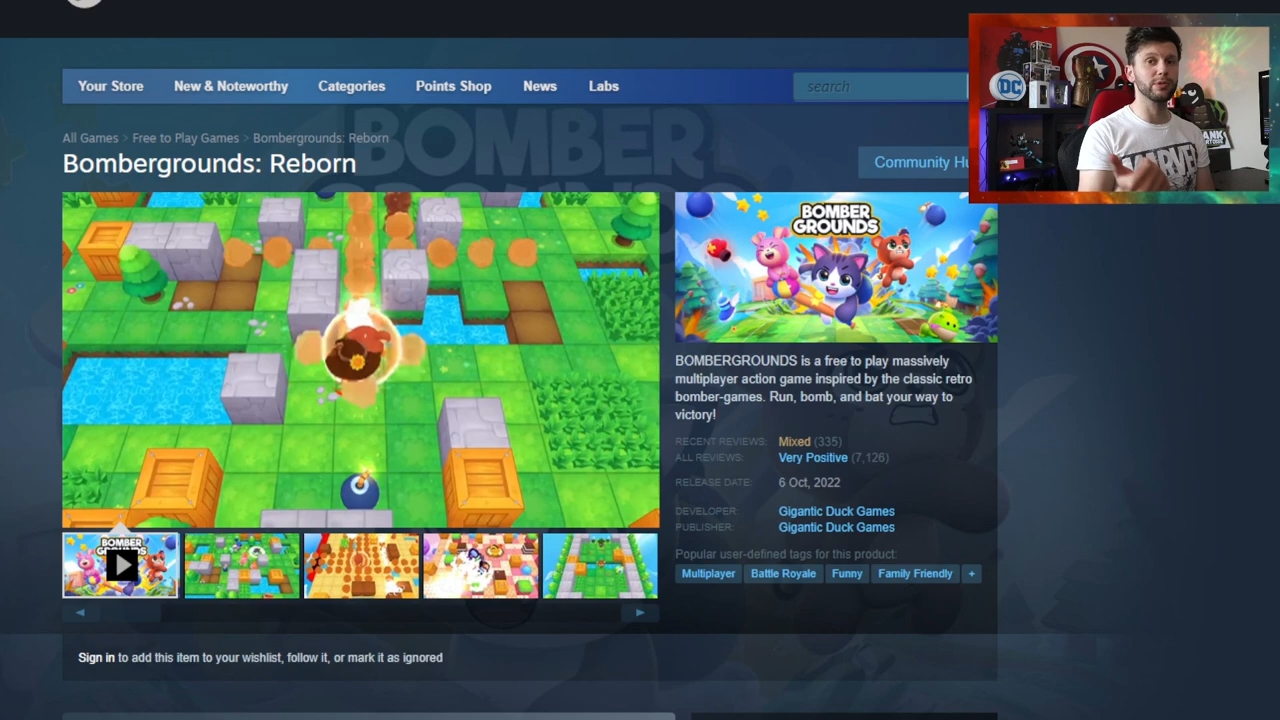 Your Store
New & Noteworthy
Categories
Points Shop
News
Labs
search
DC
MARVEL
All Games > Free to Play Games > Bombergrounds: Reborn
BOMBER
Bombergrounds: Reborn
Community Hu
BOMBER
GROUNDS
BOMBERGROUNDS is a free to play massively
multiplayer action game inspired by the classic retro
bomber-games. Run, bomb, and bat your way to
victory!
RECENT REVIEWS: Mixed (335)
ALL REVIEWS: Very Positive (7,126)
RELEASE DATE: 6 Oct, 2022
DEVELOPER: Gigantic Duck Games
PUBLISHER: Gigantic Duck Games
Popular user-defined tags for this product:
Multiplayer
Battle Royale
Funny
Family Friendly
+
BOMBER
GROUNDS
Sign in to add this item to your wishlist, follow it, or mark it as ignored